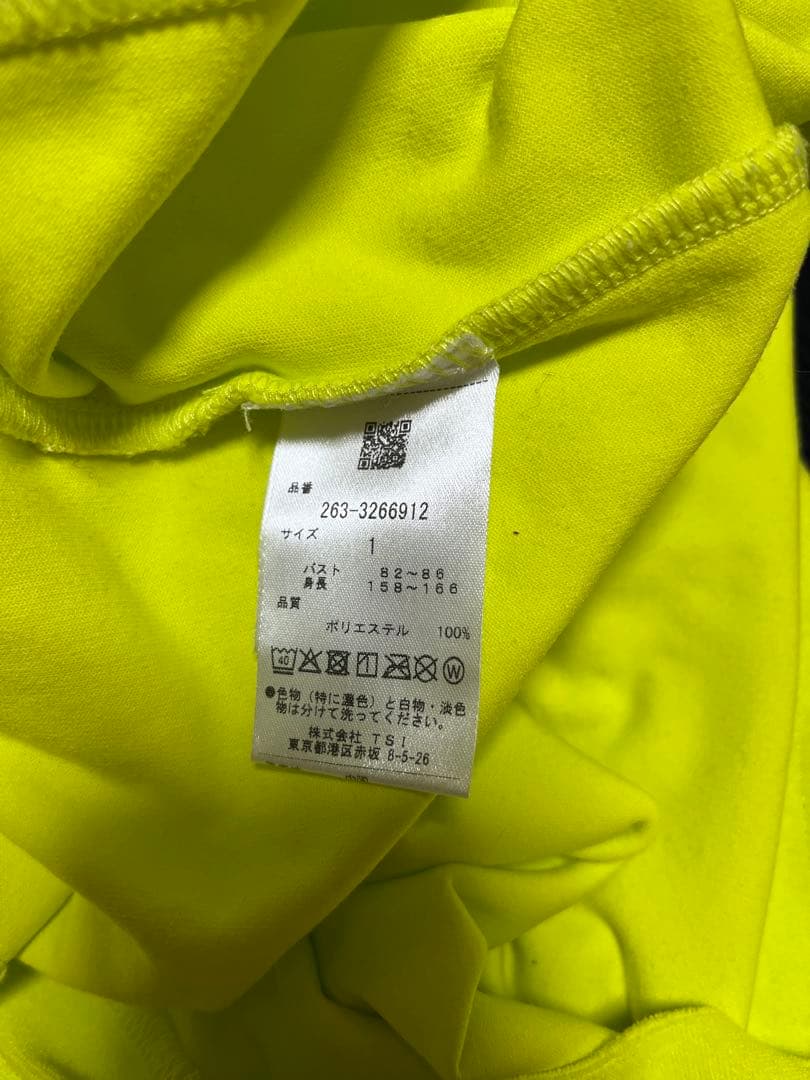 品番
263-3266912
サイズ
1
バスト 82～86
身長 158～166
品質
ポリエステル 100%
40 W
●色物（特に濃色）と白物・淡色
物は分けて洗ってください。
株式会社 TSI
東京都港区赤坂 8-5-26